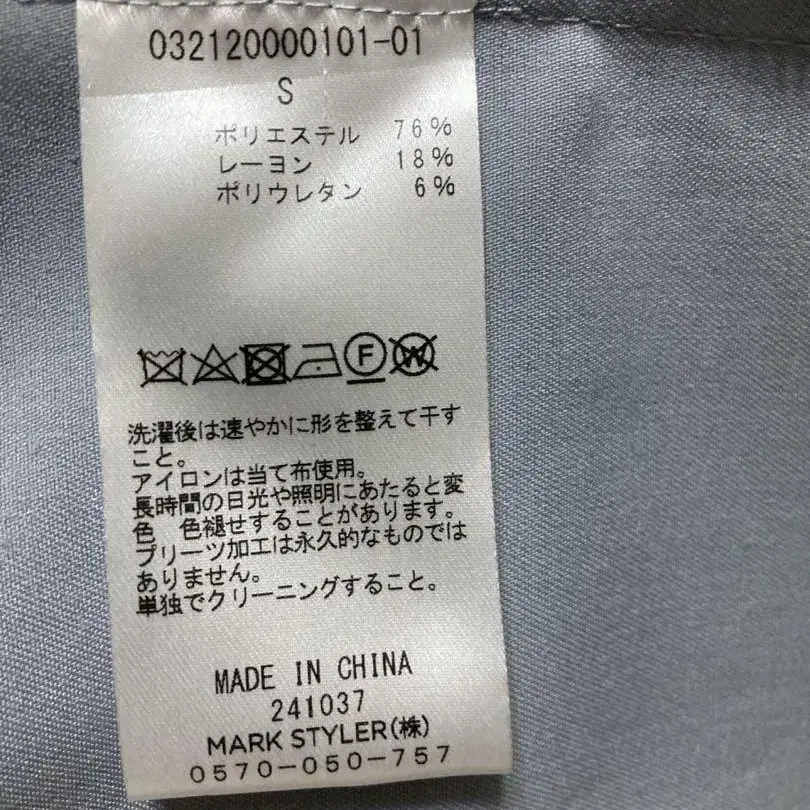 032120000101-01
S
ポリエステル 76%
レーヨン 18%
ポリウレタン 6%
F W
洗濯後は速やかに形を整えて干す
こと。
アイロンは当て布使用。
長時間の日光や照明にあたると変
色 色褪せすることがあります。
プリーツ加工は永久的なものでは
ありません。
単独でクリーニングすること。
MADE IN CHINA
241037
MARK STYLER(株)
0570-050-757